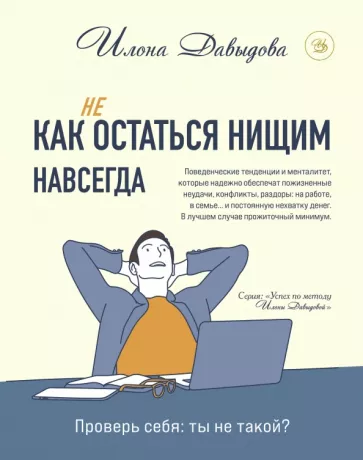 Илона Давыдова
НЕ
КАК ОСТАТЬСЯ НИЩИМ
НАВСЕГДА
Поведенческие тенденции и менталитет,
которые надежно обеспечат пожизненные
неудачи, конфликты, раздоры: на работе,
в семье... и постоянную нехватку денег.
В лучшем случае прожиточный минимум.
Серия: «Успех по методу
Илоны Давыдовой»
Проверь себя: ты не такой?